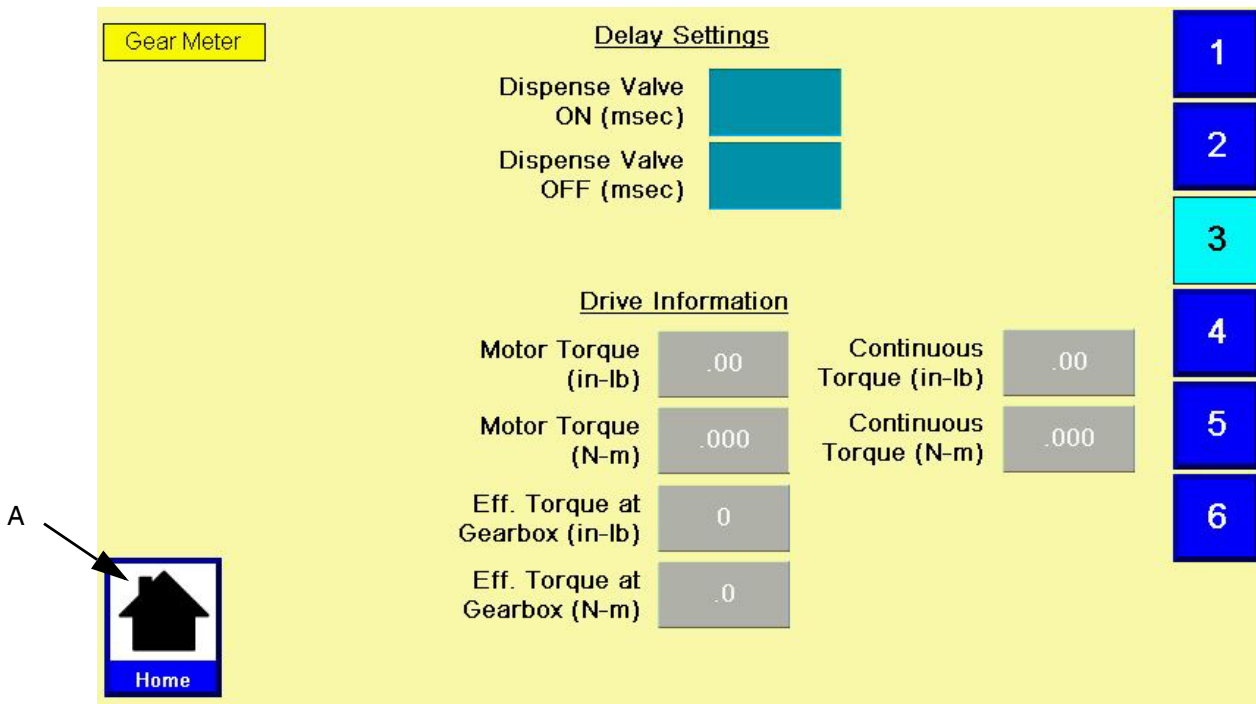 Gear Meter
Delay Settings
1
Dispense Valve
ON (msec)
2
Dispense Valve
OFF (msec)
3
Drive Information
4
Motor Torque
(in-lb)
.00
Continuous
Torque (in-lb)
.00
Motor Torque
(N-m)
.000
Continuous
Torque (N-m)
.000
5
Eff. Torque at
Gearbox (in-lb)
0
6
A
Eff. Torque at
Gearbox (N-m)
.0
Home